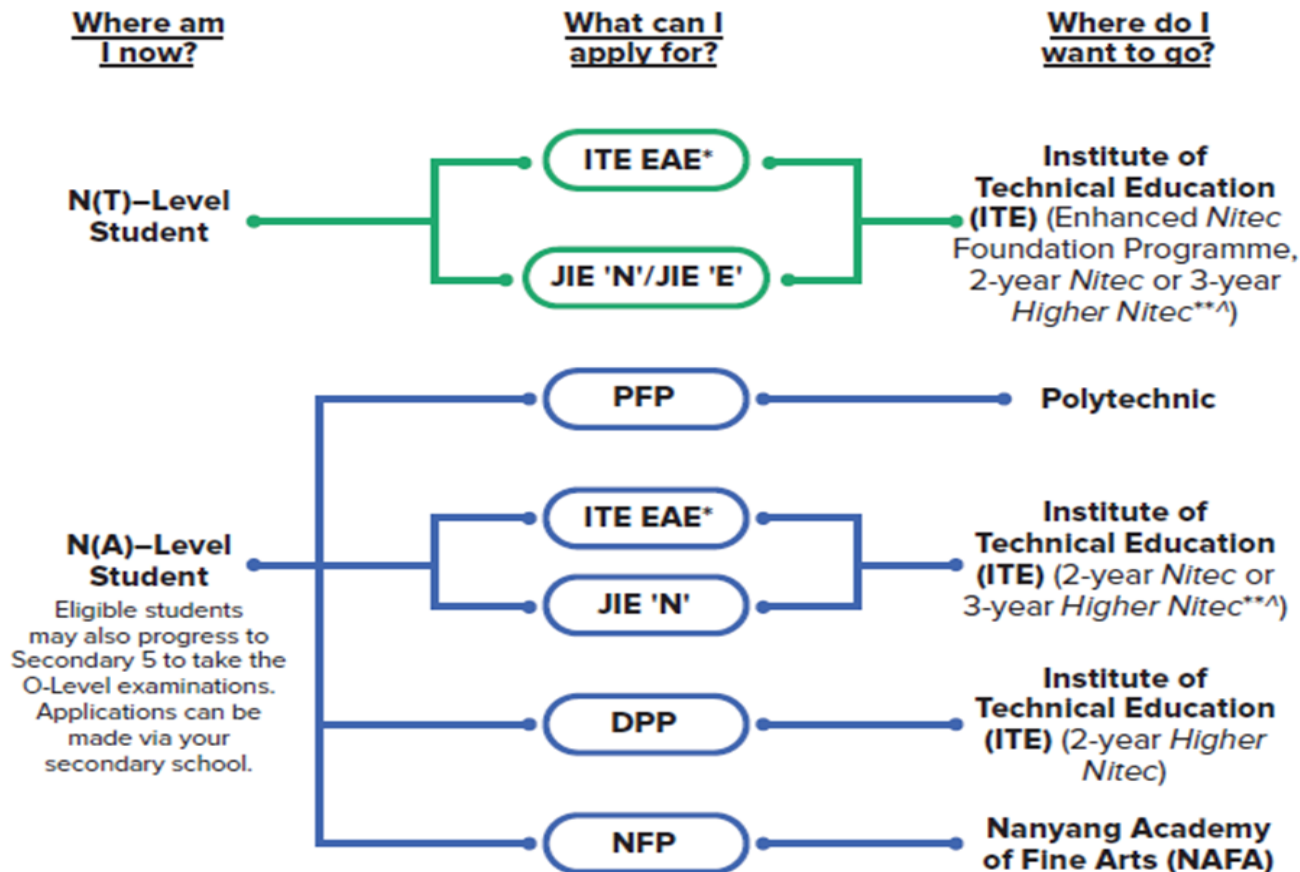 Where am
I now?
What can I
apply for?
Where do I
want to go?
N(T)–Level
Student
ITE EAE*
JIE 'N'/JIE 'E'
Institute of
Technical Education
(ITE) (Enhanced Nitec
Foundation Programme,
2-year Nitec or 3-year
Higher Nitec**^)
N(A)–Level
Student
Eligible students
may also progress to
Secondary 5 to take the
O-Level examinations.
Applications can be
made via your
secondary school.
PFP
Polytechnic
ITE EAE*
JIE 'N'
Institute of
Technical Education
(ITE) (2-year Nitec or
3-year Higher Nitec**^)
DPP
Institute of
Technical Education
(ITE) (2-year Higher
Nitec)
NFP
Nanyang Academy
of Fine Arts (NAFA)